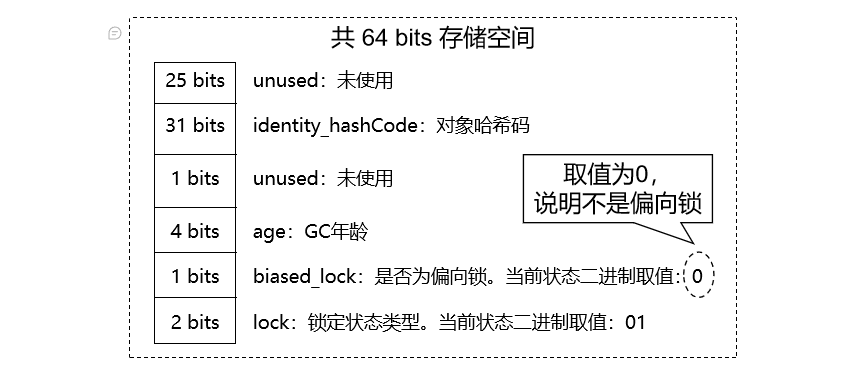 共 64 bits 存储空间
25 bits unused：未使用
31 bits identity_hashCode：对象哈希码
1 bits unused：未使用
取值为0，
说明不是偏向锁
4 bits age：GC年龄
1 bits biased_lock：是否为偏向锁。当前状态二进制取值：0
2 bits lock：锁定状态类型。当前状态二进制取值：01